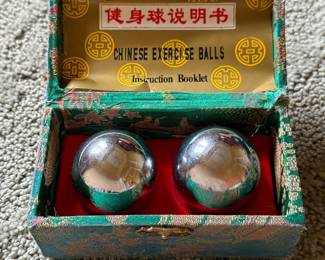 健身球说明书
CHINESE EXERCISE BALLS
Instruction Booklet